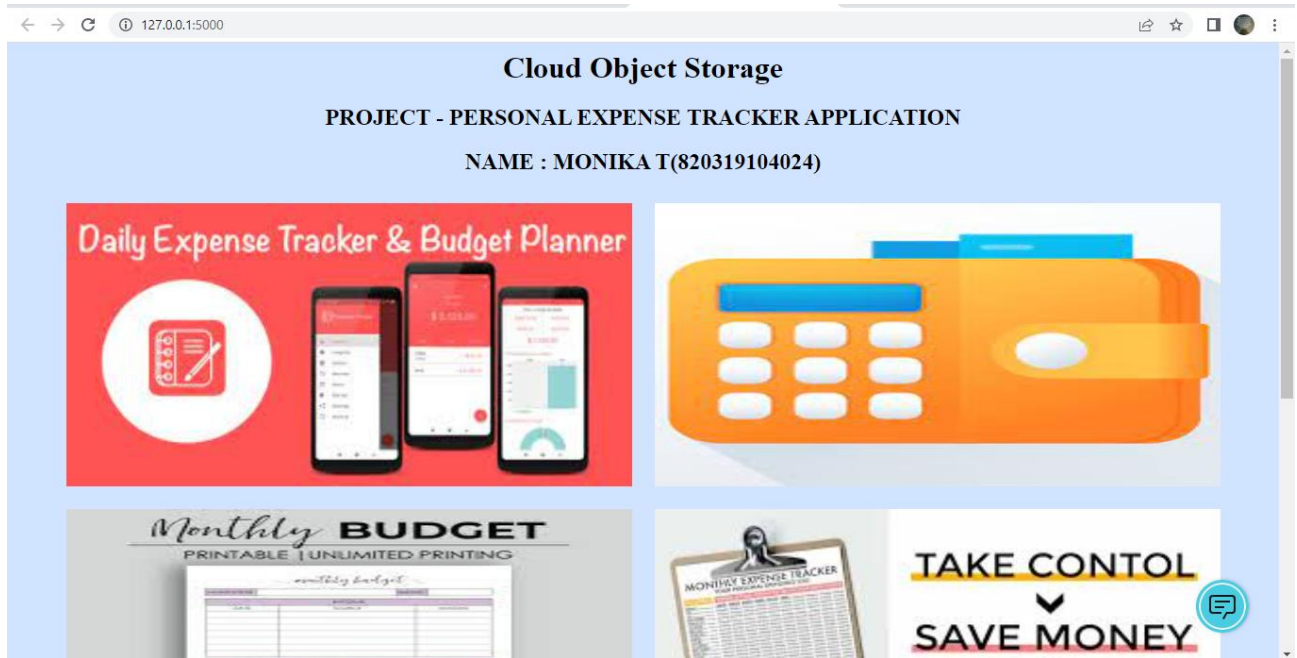 127.0.0.1:5000
Cloud Object Storage
PROJECT - PERSONAL EXPENSE TRACKER APPLICATION
NAME : MONIKA T(820319104024)
Daily Expense Tracker & Budget Planner
Monthly BUDGET
PRINTABLE | UNLIMITED PRINTING
monthly budget
MONTHLY EXPENSE TRACKER
TAKE CONTOL
SAVE MONEY